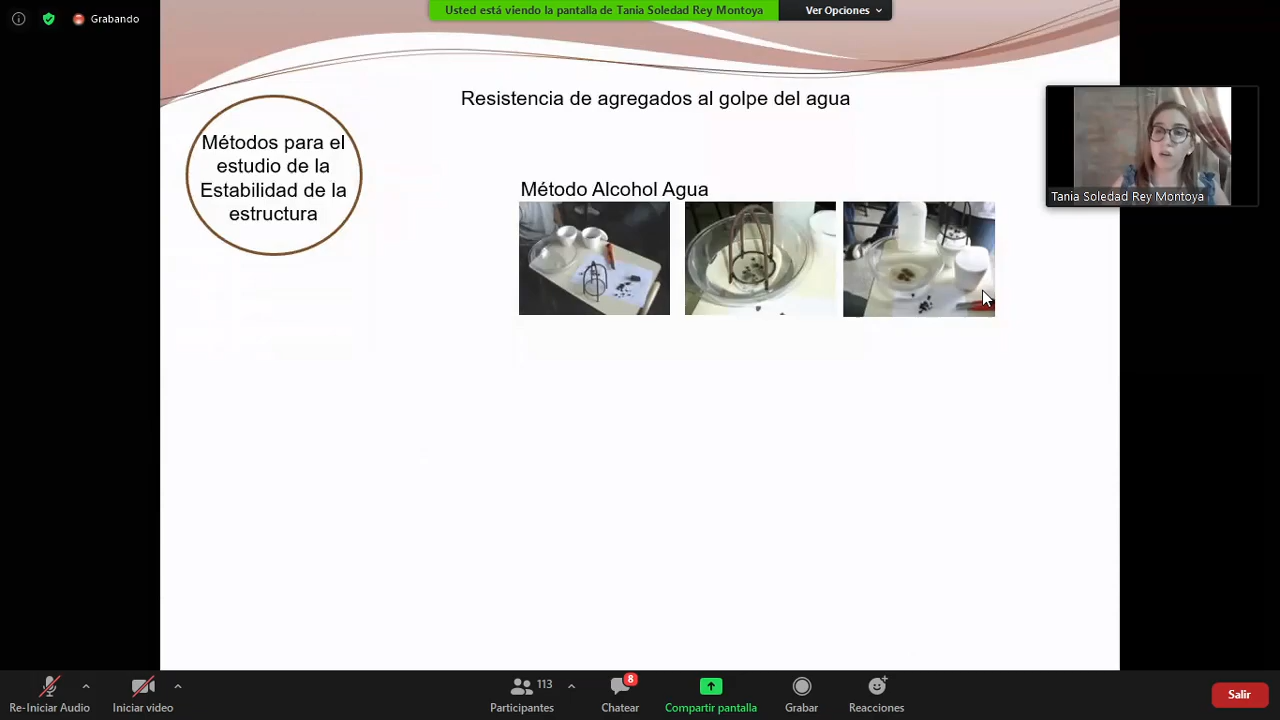 Grabando
Usted está viendo la pantalla de Tania Soledad Rey Montoya
Ver Opciones
Resistencia de agregados al golpe del agua
Métodos para el
estudio de la
Estabilidad de la
estructura
Método Alcohol Agua
Tania Soledad Rey Montoya
Re-Iniciar Audio
Iniciar video
113
Participantes
8
Chatear
Compartir pantalla
Grabar
Reacciones
Salir